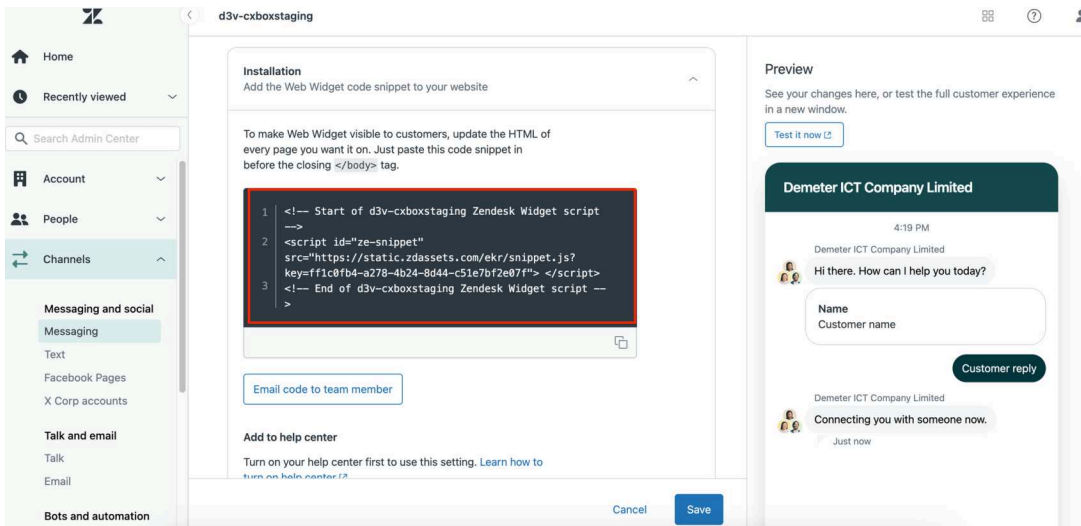 d3v-cxboxstaging
Home
Recently viewed
Search Admin Center
Account
People
Channels
Messaging and social
Messaging
Text
Facebook Pages
X Corp accounts
Talk and email
Talk
Email
Bots and automation
Installation
Add the Web Widget code snippet to your website
To make Web Widget visible to customers, update the HTML of
every page you want it on. Just paste this code snippet in
before the closing </body> tag.
1 <!-- Start of d3v-cxboxstaging Zendesk Widget script
-->
2 <script id="ze-snippet"
src="https://static.zdassets.com/ekr/snippet.js?
key=ff1c0fb4-a278-4b24-8d44-c51e7bf2e07f"> </script>
3 <!-- End of d3v-cxboxstaging Zendesk Widget script --
>
Email code to team member
Add to help center
Turn on your help center first to use this setting. Learn how to
turn on help center
Cancel
Save
Preview
See your changes here, or test the full customer experience
in a new window.
Test it now
Demeter ICT Company Limited
4:19 PM
Demeter ICT Company Limited
Hi there. How can I help you today?
Name
Customer name
Customer reply
Demeter ICT Company Limited
Connecting you with someone now.
Just now